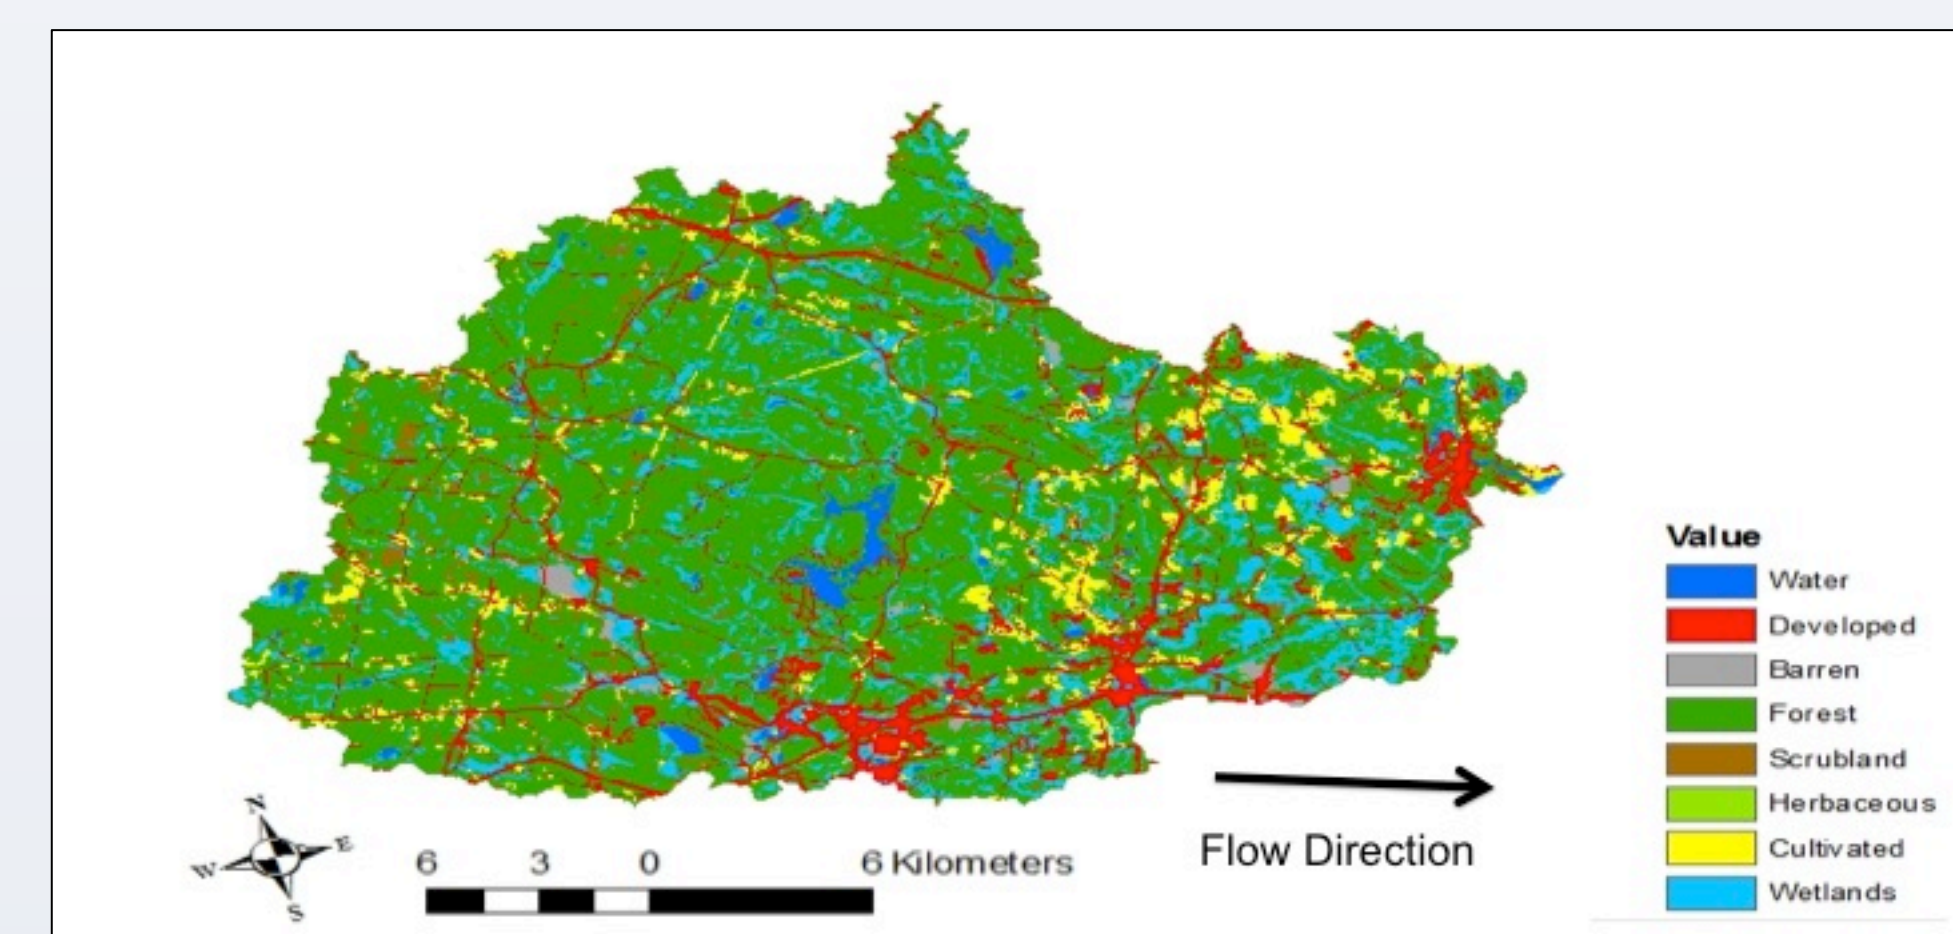 Value
Water
Developed
Barren
Forest
Scrubland
Herbaceous
Cultivated
Wetlands
N
W E
S
6 3 0 6 Kilometers
Flow Direction